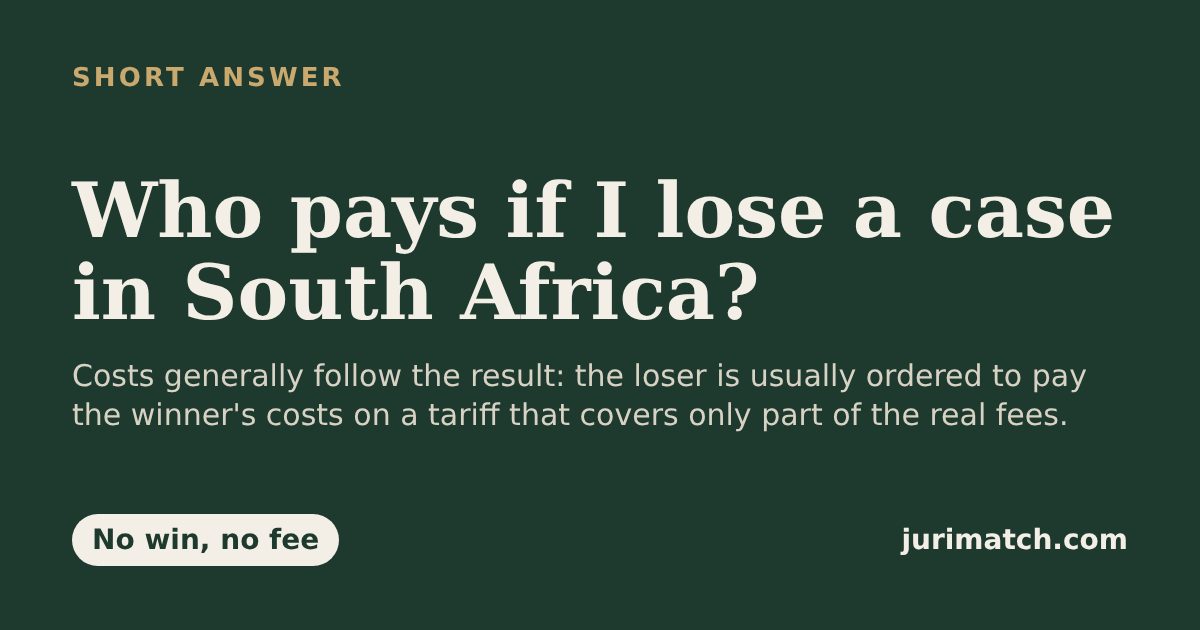 SHORT ANSWER
Who pays if I lose a case
in South Africa?
Costs generally follow the result: the loser is usually ordered to pay
the winner's costs on a tariff that covers only part of the real fees.
No win, no fee
jurimatch.com